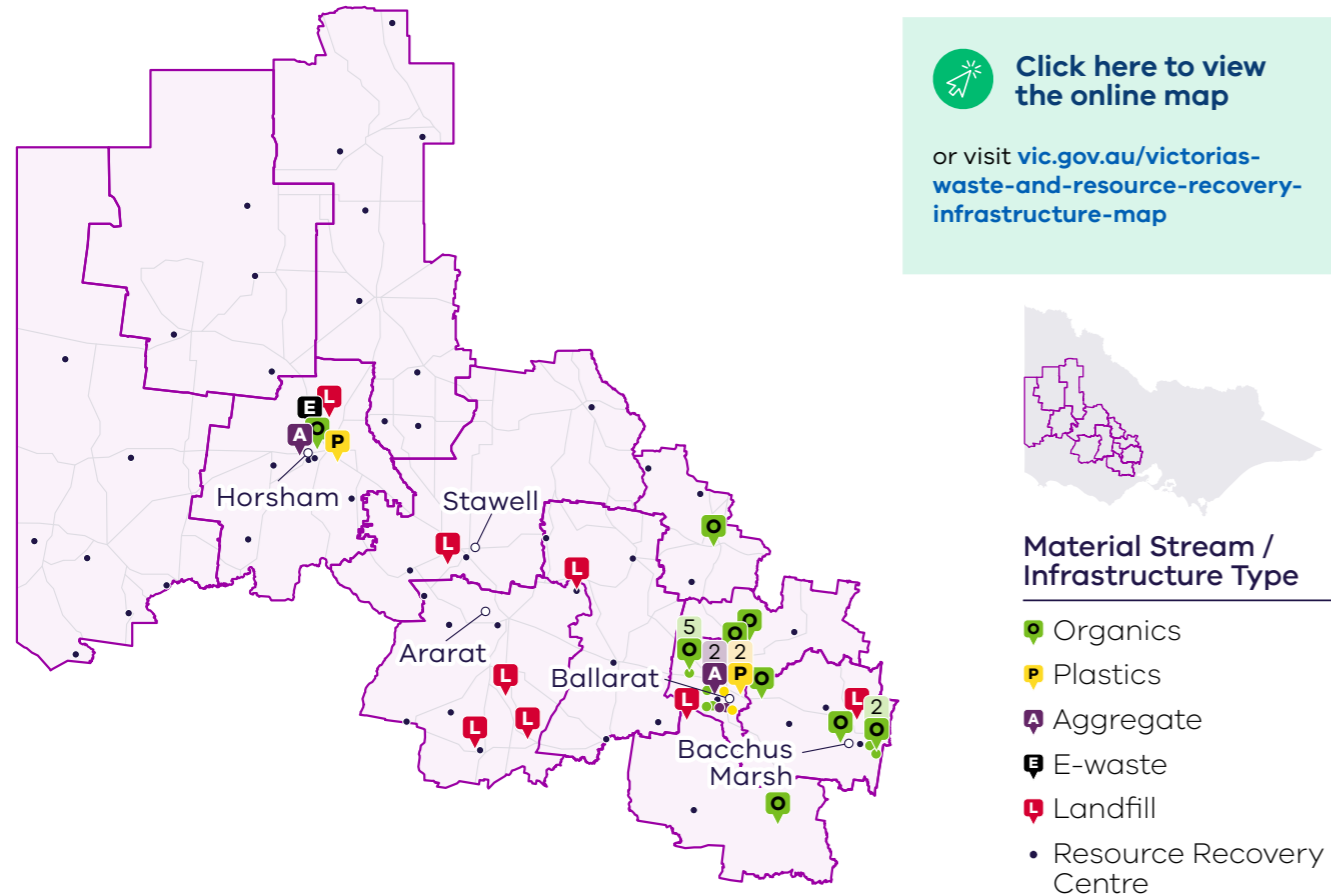 Click here to view
the online map
or visit vic.gov.au/victorias-
waste-and-resource-recovery-
infrastructure-map
E
L
A
O
P
Horsham
Stawell
L
L
O
Ararat
L
L
L
5
O
2
A
2
P
O
O
O
Ballarat
L
L
O
2
O
Bacchus
Marsh
O
Material Stream /
Infrastructure Type
O Organics
P Plastics
A Aggregate
E E-waste
L Landfill
Resource Recovery
Centre